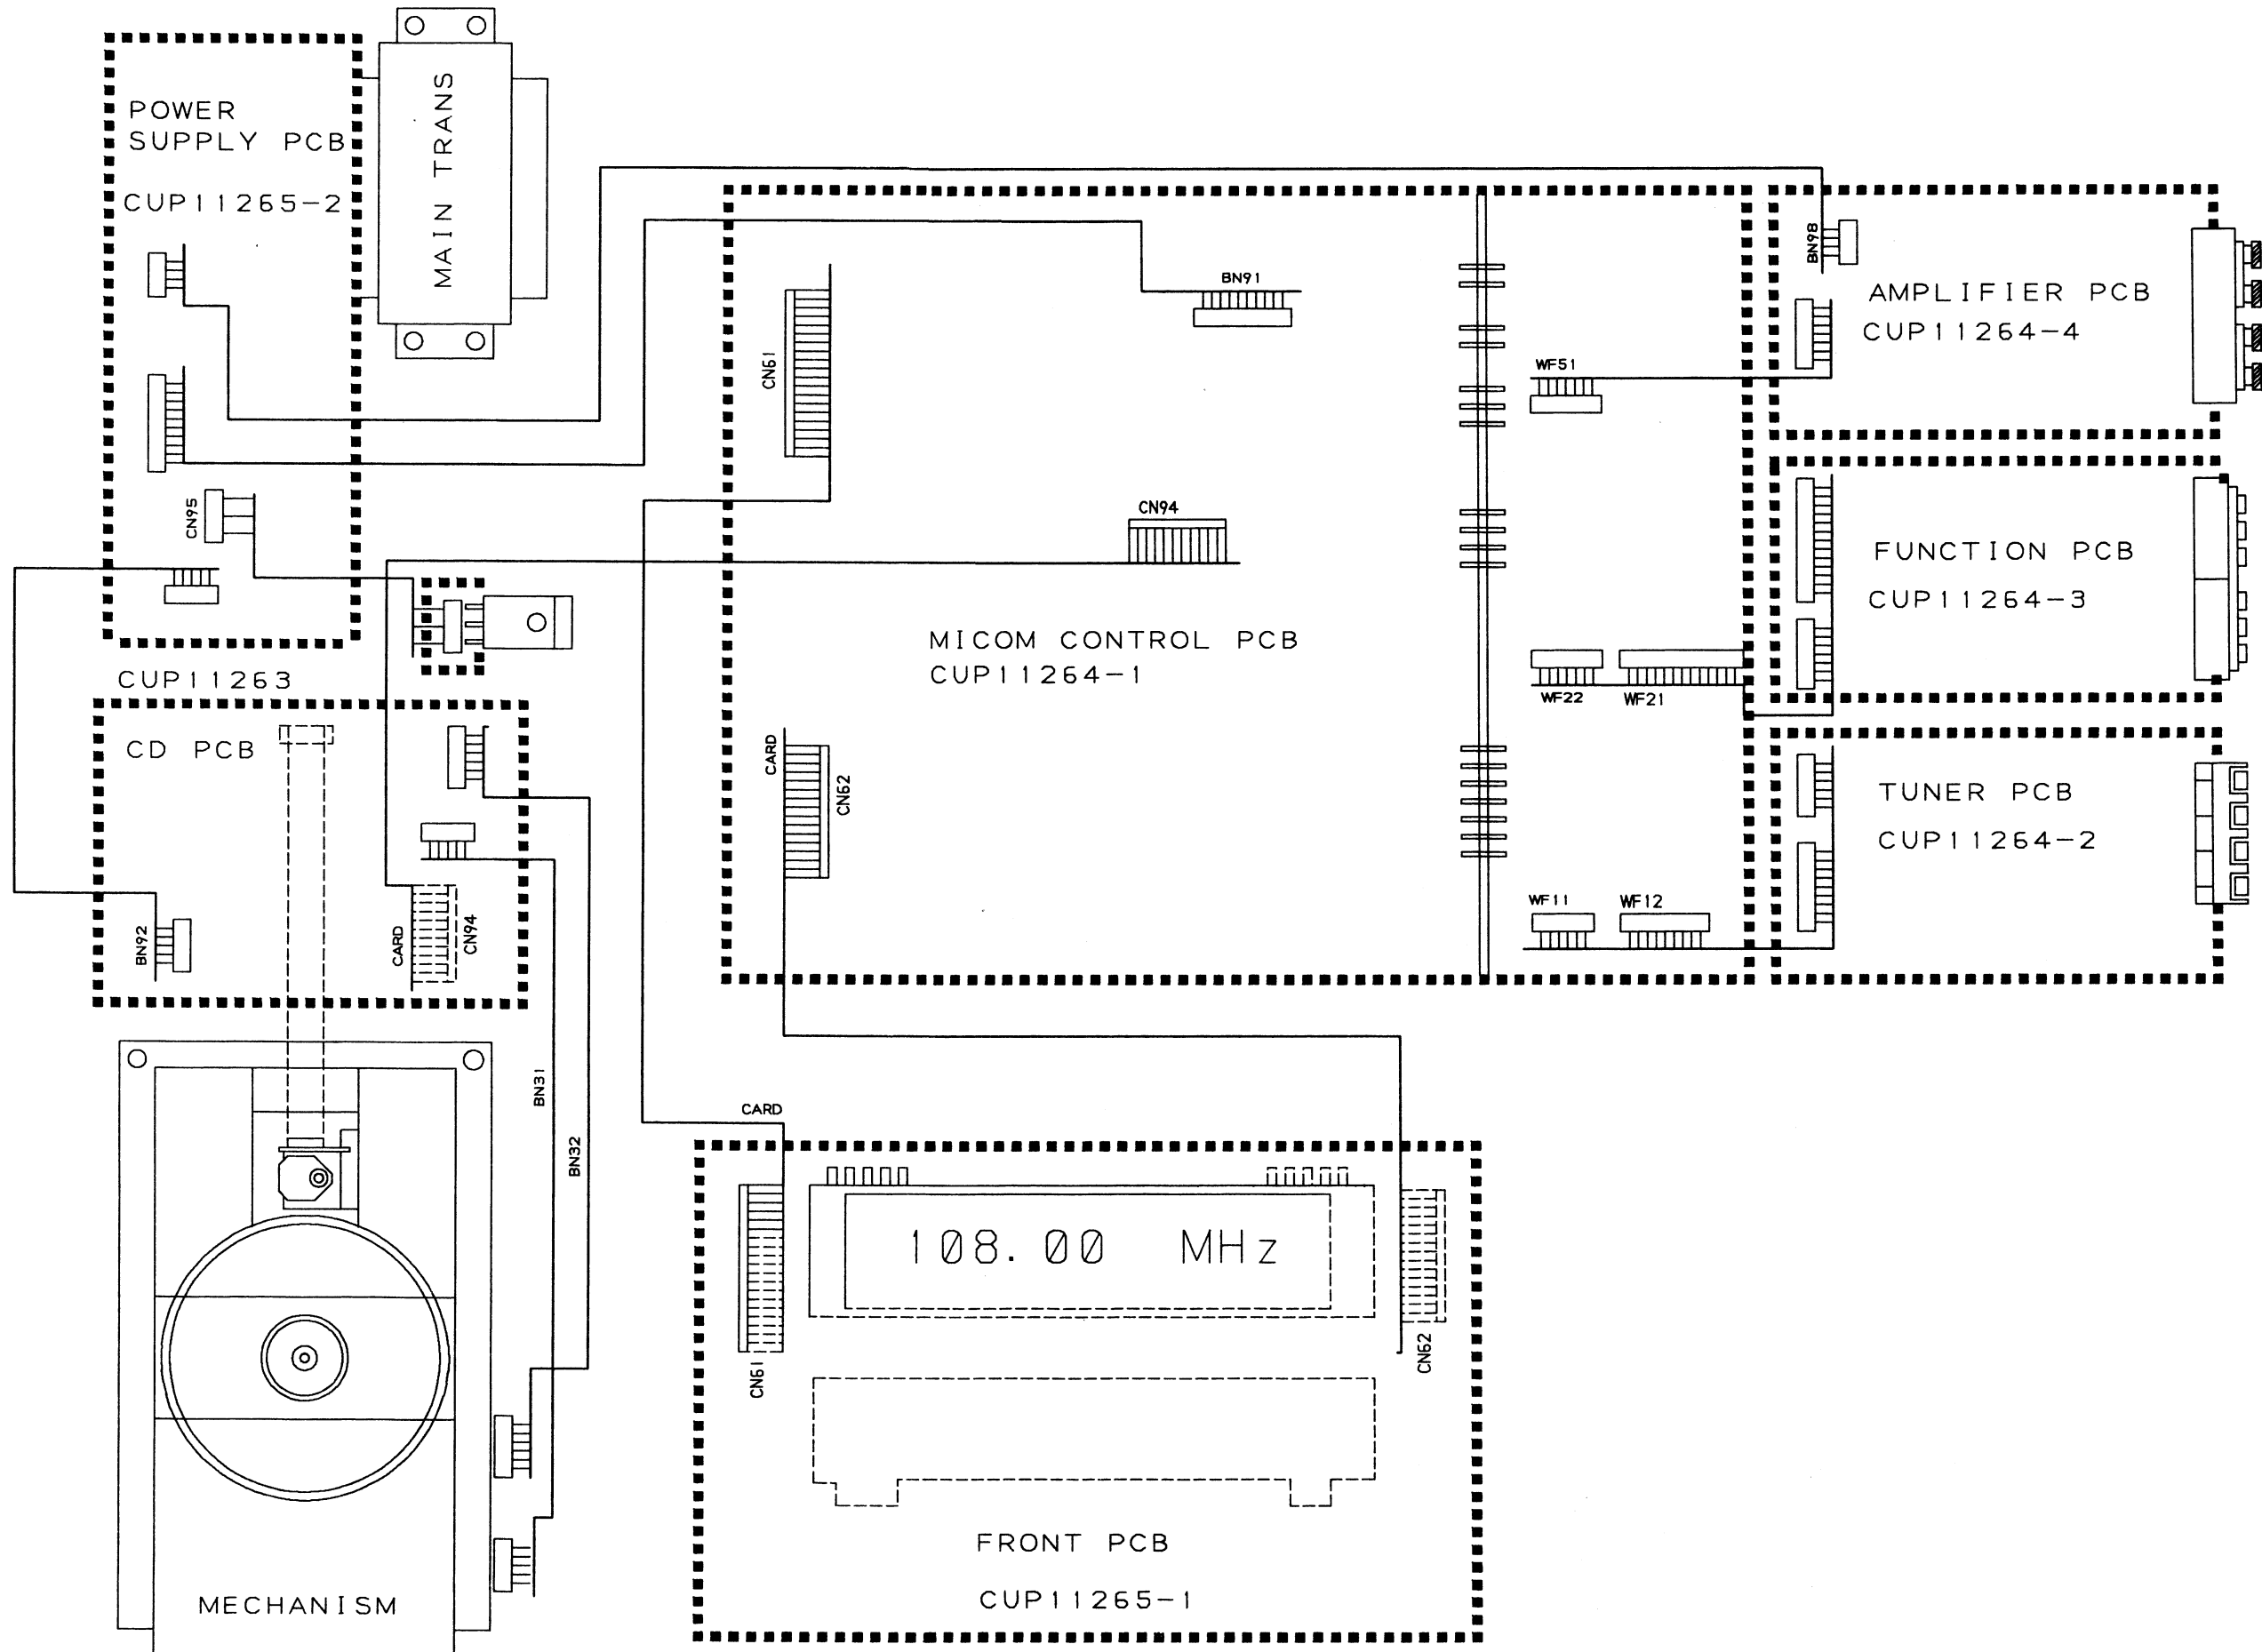 POWER
SUPPLY PCB
CUP11265-2
MAIN TRANS
CN95
CUP11263
CD PCB
BN92
CARD
CN94
BN31
BN32
MECHANISM
CN61
BN91
CN94
MICOM CONTROL PCB
CUP11264-1
CARD
CN62
WF51
WF22
WF21
WF11
WF12
BN98
AMPLIFIER PCB
CUP11264-4
FUNCTION PCB
CUP11264-3
TUNER PCB
CUP11264-2
CARD
CN61
108.00 MHz
CN62
FRONT PCB
CUP11265-1